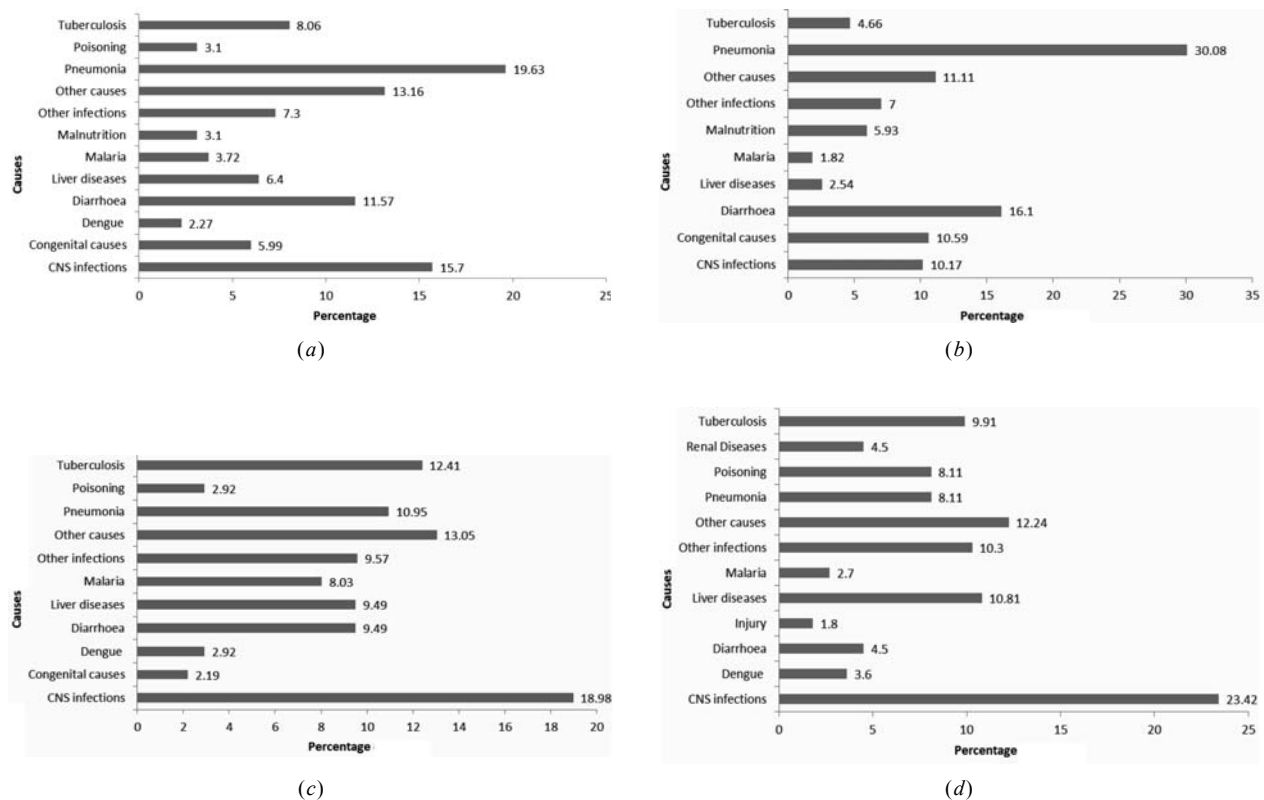 Causes
Tuberculosis 8.06
Poisoning 3.1
Pneumonia 19.63
Other causes 13.16
Other infections 7.3
Malnutrition 3.1
Malaria 3.72
Liver diseases 6.4
Diarrhoea 11.57
Dengue 2.27
Congenital causes 5.99
CNS infections 15.7
0 5 10 15 20 25
Percentage
(a)
Causes
Tuberculosis 4.66
Pneumonia 30.08
Other causes 11.11
Other infections 7
Malnutrition 5.93
Malaria 1.82
Liver diseases 2.54
Diarrhoea 16.1
Congenital causes 10.59
CNS infections 10.17
0 5 10 15 20 25 30 35
Percentage
(b)
Causes
Tuberculosis 12.41
Poisoning 2.92
Pneumonia 10.95
Other causes 13.05
Other infections 9.57
Malaria 8.03
Liver diseases 9.49
Diarrhoea 9.49
Dengue 2.92
Congenital causes 2.19
CNS infections 18.98
0 2 4 6 8 10 12 14 16 18 20
Percentage
(c)
Causes
Tuberculosis 9.91
Renal Diseases 4.5
Poisoning 8.11
Pneumonia 8.11
Other causes 12.24
Other infections 10.3
Malaria 2.7
Liver diseases 10.81
Injury 1.8
Diarrhoea 4.5
Dengue 3.6
CNS infections 23.42
0 5 10 15 20 25
Percentage
(d)